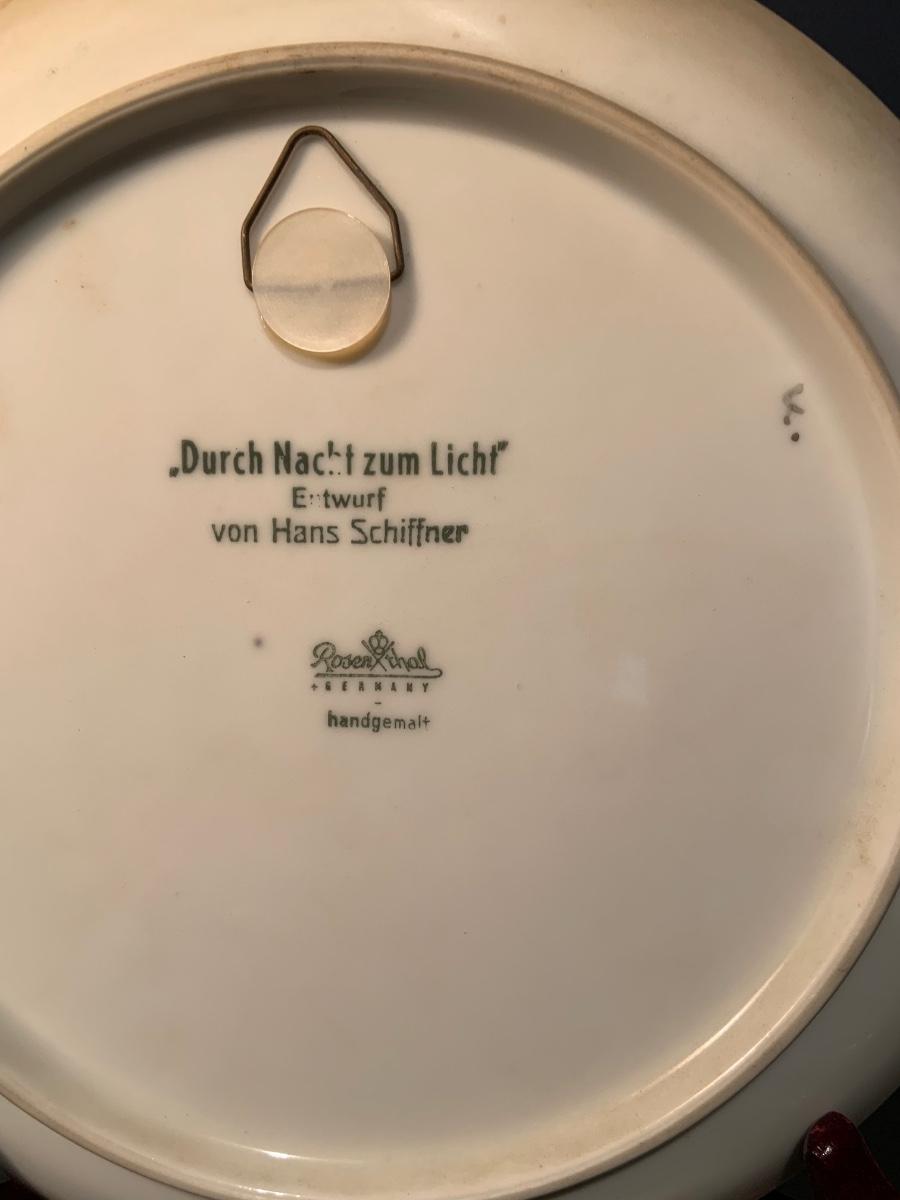 „Durch Nacht zum Licht”
Entwurf
von Hans Schiffner
Rosenthal
+ GERMANY
handgemalt